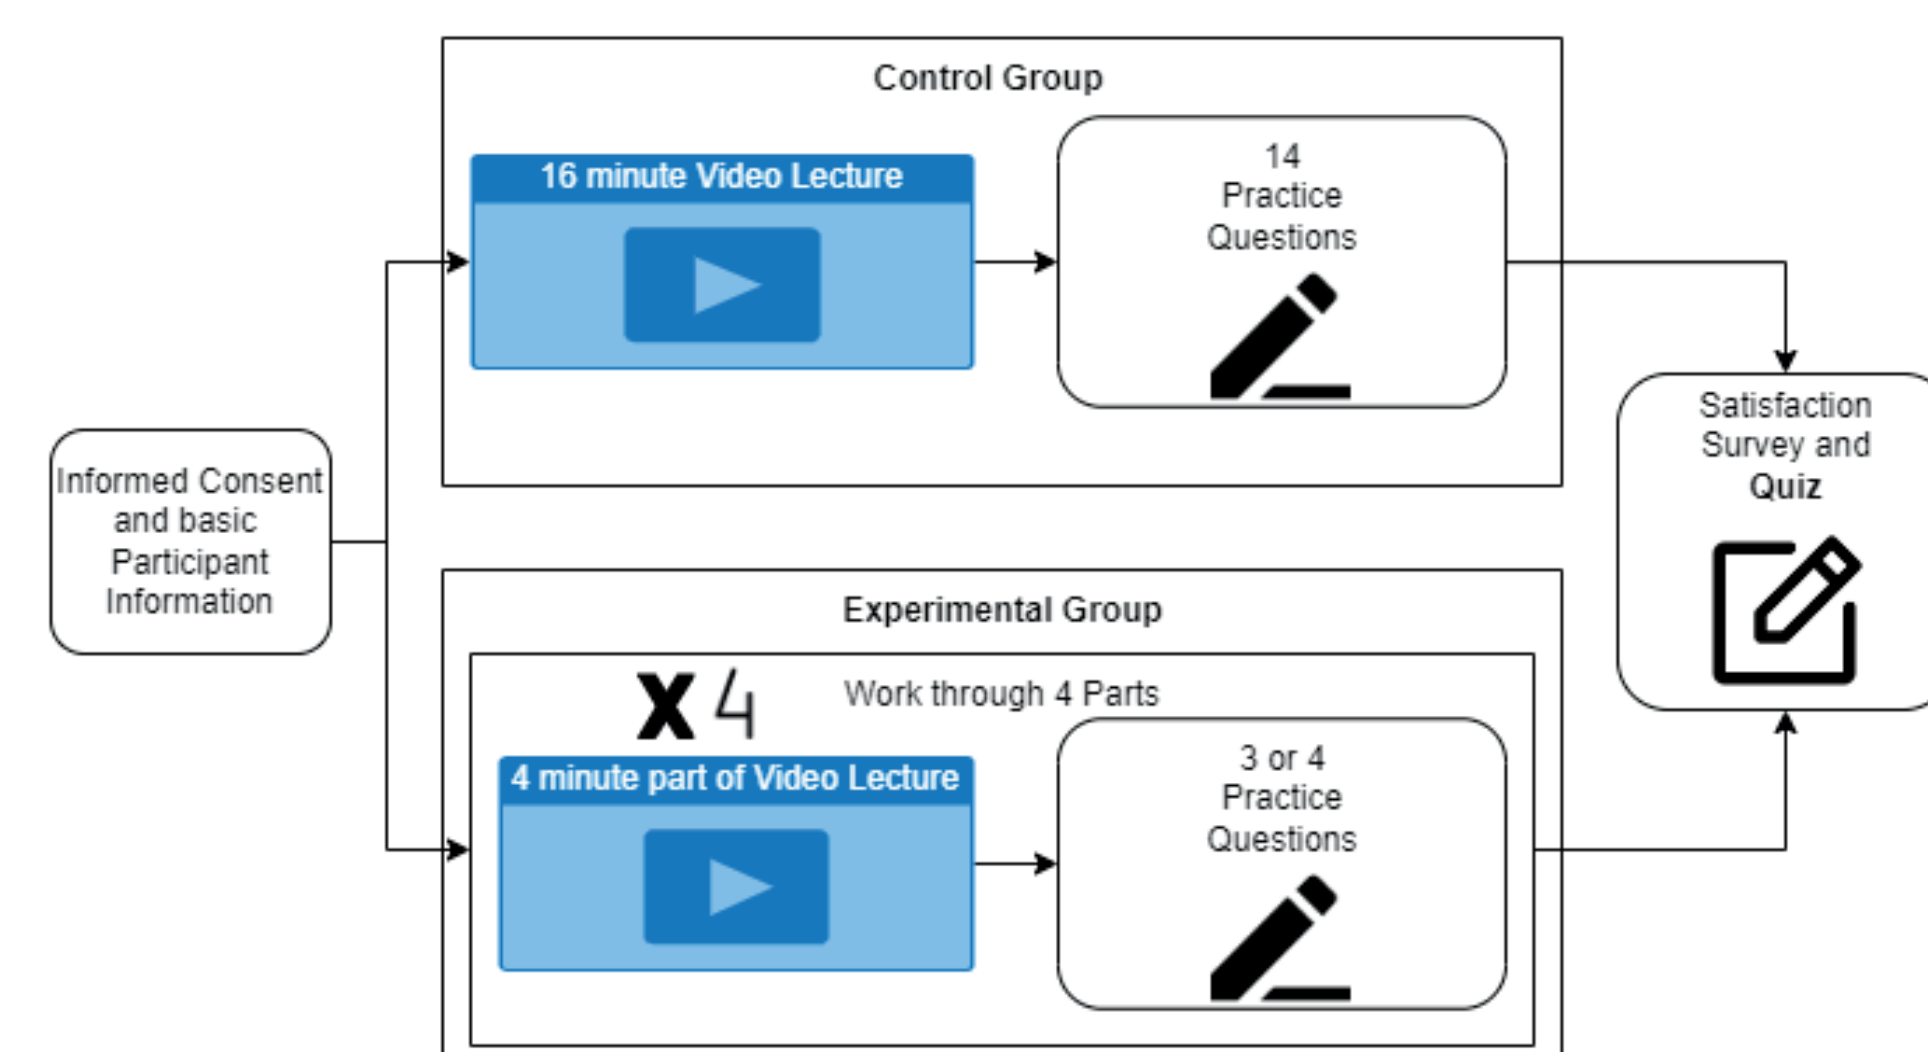 Control Group
16 minute Video Lecture
14
Practice
Questions
Informed Consent
and basic
Participant
Information
Satisfaction
Survey and
Quiz
Experimental Group
X 4
Work through 4 Parts
4 minute part of Video Lecture
3 or 4
Practice
Questions